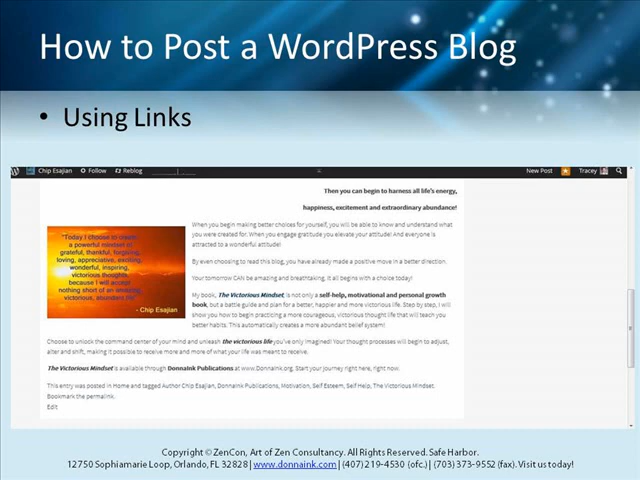 How to Post a WordPress Blog
• Using Links
Chip Esajian Follow Reblog New Post Tracey
Then you can begin to harness all life's energy,
happiness, excitement and extraordinary abundance!
"Today I choose to create
a powerful mindset of
grateful, thankful, forgiving,
loving, appreciative, exciting,
wonderful, inspiring,
victorious thoughts,
because I will accept
nothing short of an amazing,
victorious, abundant life"
- Chip Esajian
When you begin making better choices for yourself, you will be able to know and understand what
you were created for. When you engage gratitude you elevate your attitude! And everyone is
attracted to a wonderful attitude!
By even choosing to read this blog, you have already made a positive move in a better direction.
Your tomorrow CAN be amazing and breathtaking, it all begins with a choice today!
My book, The Victorious Mindset, is not only a self-help, motivational and personal growth
book, but a battle guide and plan for a better, happier and more victorious life. Step by step, I will
show you how to begin practicing a more courageous, victorious thought life that will teach you
better habits. This automatically creates a more abundant belief system!
Choose to unlock the command center of your mind and unleash the victorious life you've only imagined! Your thought processes will begin to adjust,
alter and shift, making it possible to receive more and more of what your life was meant to receive.
The Victorious Mindset is available through DonnaInk Publications at www.DonnaInk.org. Start your journey right here, right now.
This entry was posted in Home and tagged Author Chip Esajian, DonnaInk Publications, Motivation, Self Esteem, Self Help, The Victorious Mindset.
Bookmark the permalink.
Edit
Copyright © ZenCon, Art of Zen Consultancy. All Rights Reserved. Safe Harbor.
12750 Sophiamarie Loop, Orlando, FL 32828 | www.donnaink.com | (407) 219-4530 (ofc.) | (703) 373-9552 (fax). Visit us today!